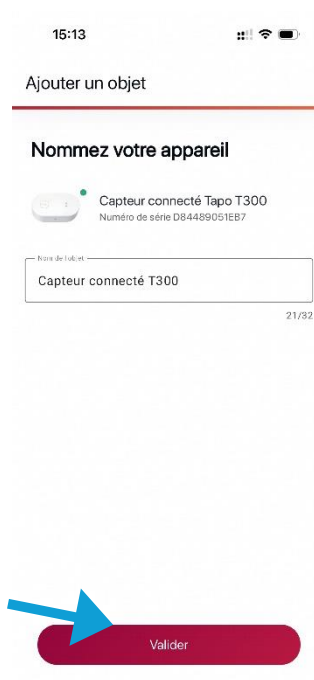 15:13
Ajouter un objet
Nommez votre appareil
Capteur connecté Tapo T300
Numéro de série D84489051EB7
Nom de l'objet
Capteur connecté T300
21/32
Valider